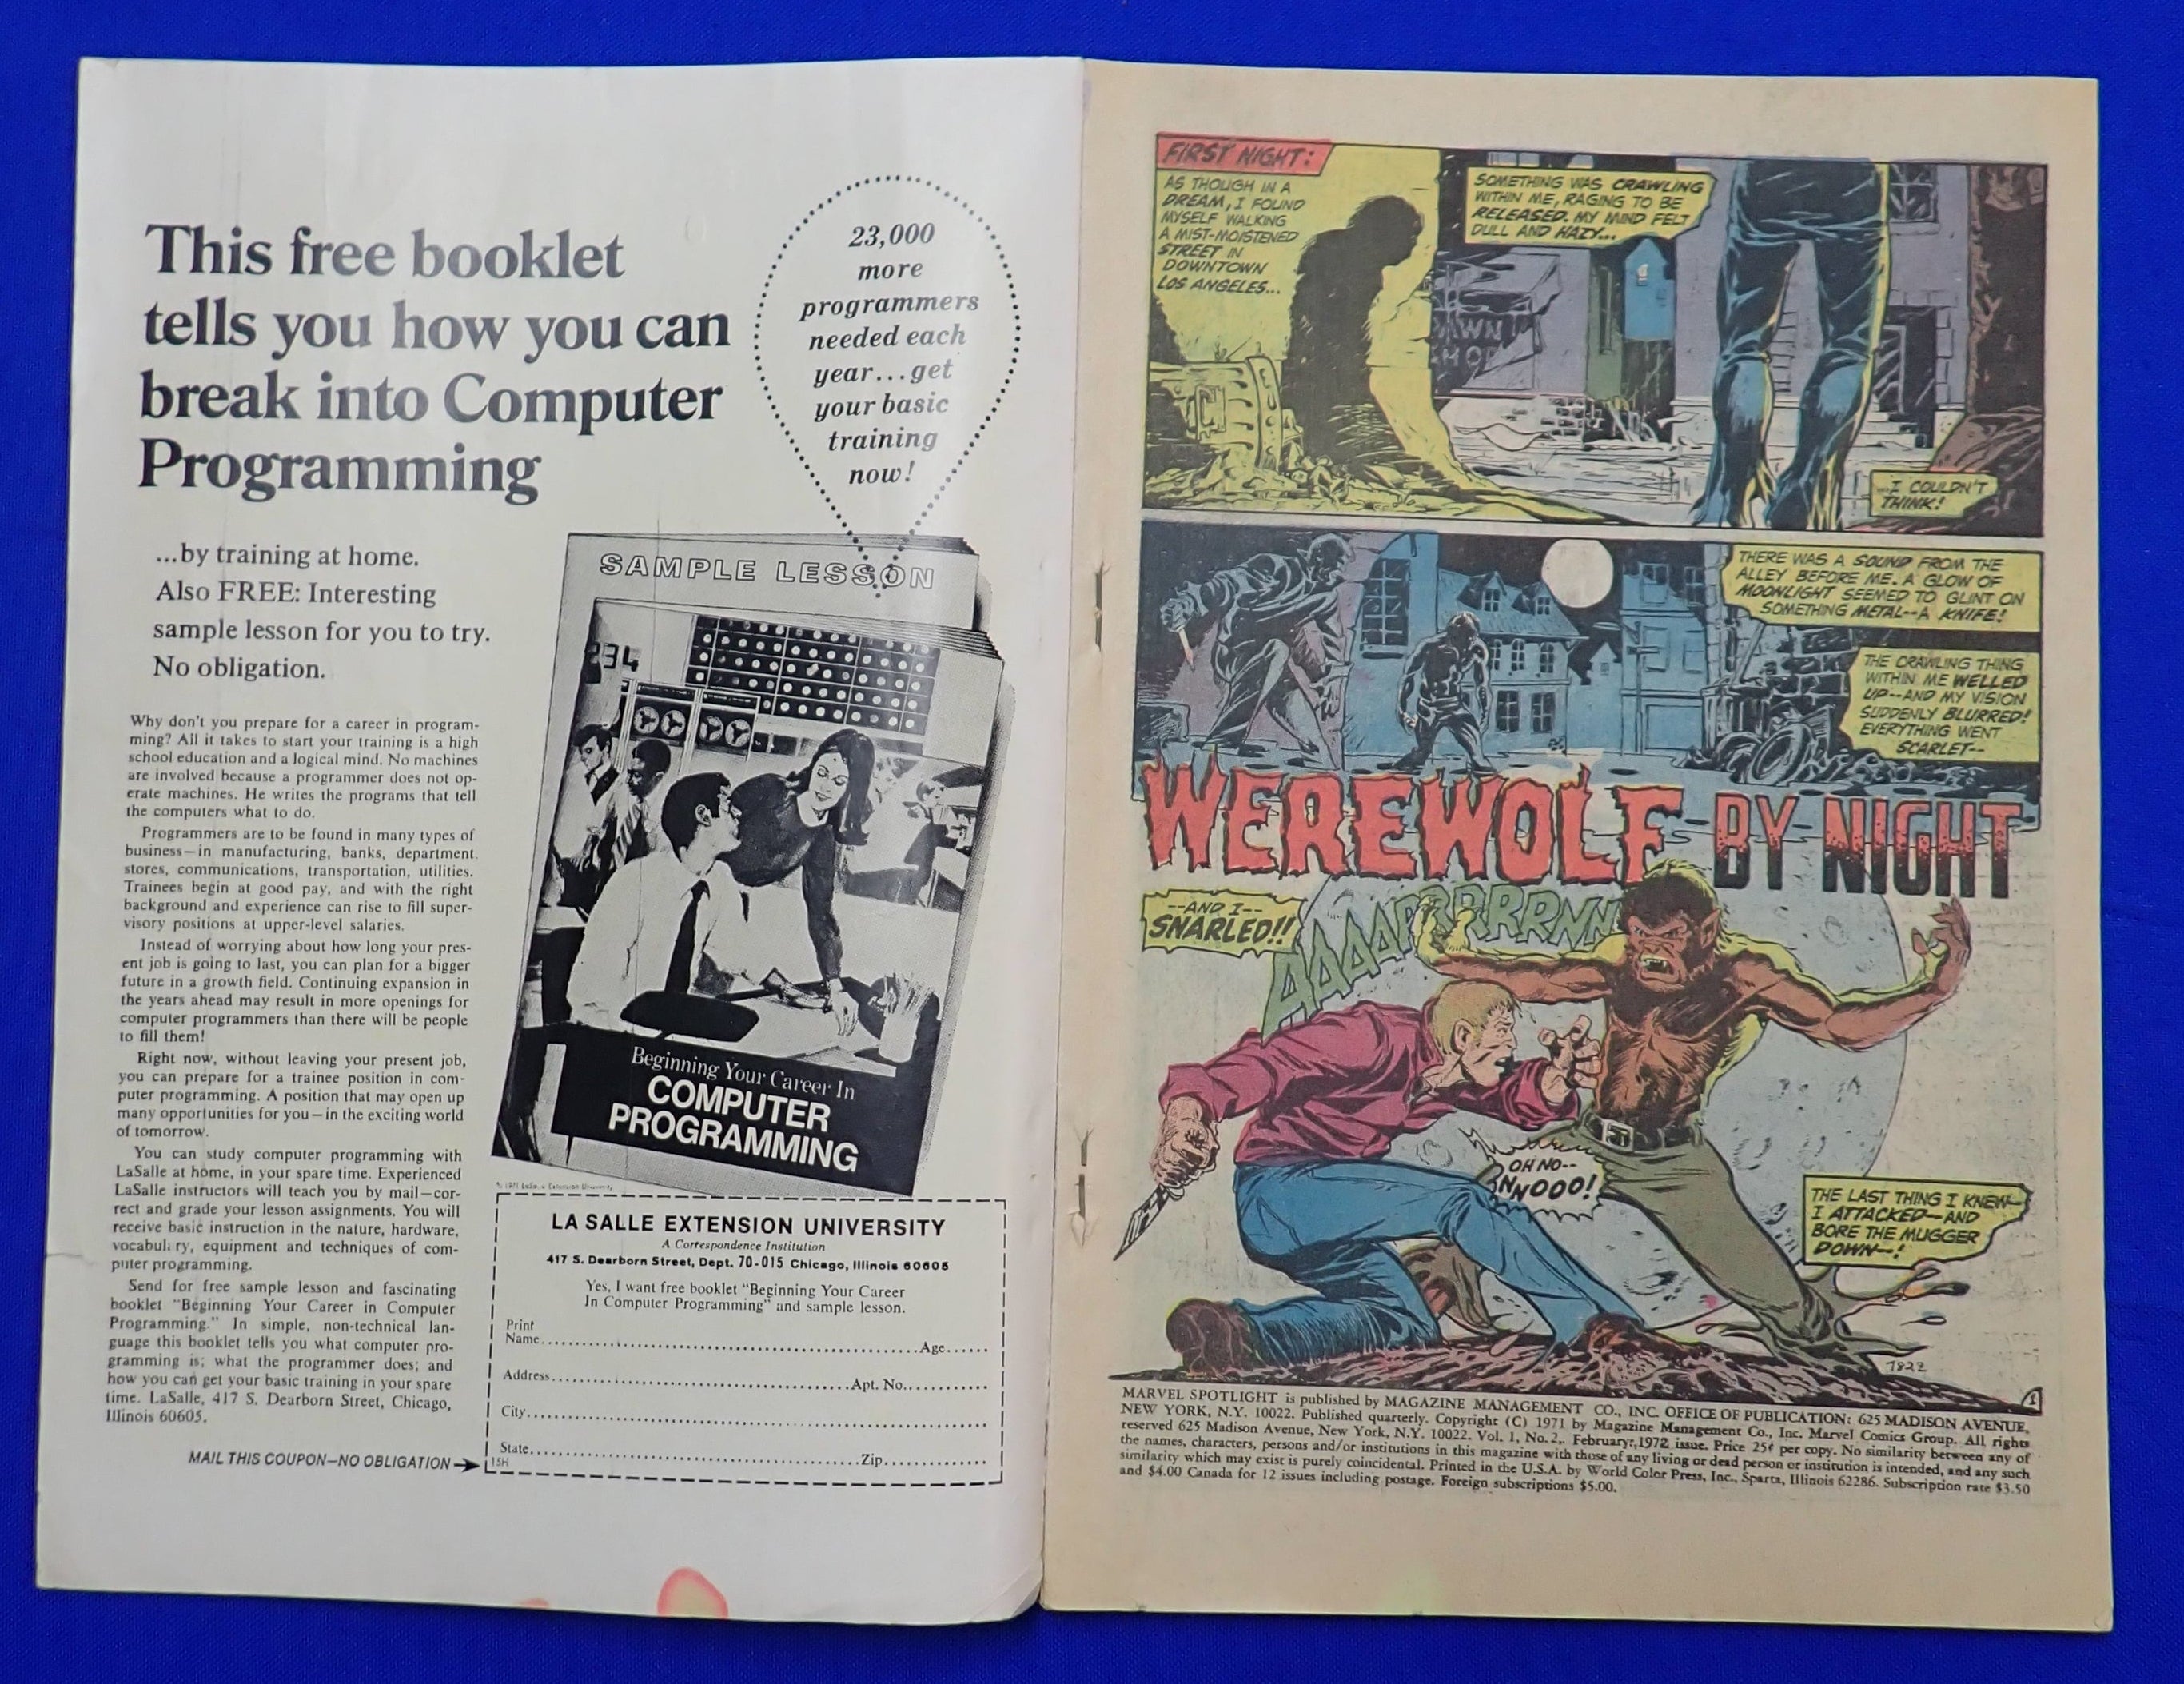 This free booklet
tells you how you can
break into Computer
Programming
23,000
more
programmers
needed each
year...get
your basic
training
now!
...by training at home.
Also FREE: Interesting
sample lesson for you to try.
No obligation.
Why don't you prepare for a career in program-
ming? All it takes to start your training is a high
school education and a logical mind. No machines
are involved because a programmer does not op-
erate machines. He writes the programs that tell
the computers what to do.
Programmers are to be found in many types of
business—in manufacturing, banks, department
stores, communications, transportation, utilities.
Trainees begin at good pay, and with the right
background and experience can rise to fill super-
visory positions at upper-level salaries.
Instead of worrying about how long your pres-
ent job is going to last, you can plan for a bigger
future in a growth field. Continuing expansion in
the years ahead may result in more openings for
computer programmers than there will be people
to fill them!
Right now, without leaving your present job,
you can prepare for a trainee position in com-
puter programming. A position that may open up
many opportunities for you—in the exciting world
of tomorrow.
You can study computer programming with
LaSalle at home, in your spare time. Experienced
LaSalle instructors will teach you by mail—cor-
rect and grade your lesson assignments. You will
receive basic instruction in the nature, hardware,
vocabulary, equipment and techniques of com-
puter programming.
Send for free sample lesson and fascinating
booklet "Beginning Your Career in Computer
Programming." In simple, non-technical lan-
guage this booklet tells you what computer pro-
gramming is; what the programmer does; and
how you can get your basic training in your spare
time. LaSalle, 417 S. Dearborn Street, Chicago,
Illinois 60605.
MAIL THIS COUPON—NO OBLIGATION
SAMPLE LESSON
234
Beginning Your Career In
COMPUTER
PROGRAMMING
© 1971 LaSalle Extension University
LA SALLE EXTENSION UNIVERSITY
A Correspondence Institution
417 S. Dearborn Street, Dept. 70-015 Chicago, Illinois 60605
Yes, I want free booklet "Beginning Your Career
In Computer Programming" and sample lesson.
Print
Name Age
Address Apt. No.
City
State Zip
15H
FIRST NIGHT:
AS THOUGH IN A
DREAM, I FOUND
MYSELF WALKING
A MIST-MOISTENED
STREET IN
DOWNTOWN
LOS ANGELES...
SOMETHING WAS CRAWLING
WITHIN ME, RAGING TO BE
RELEASED. MY MIND FELT
DULL AND HAZY...
PAWN
SHOP
...I COULDN'T
THINK!
THERE WAS A SOUND FROM THE
ALLEY BEFORE ME. A GLOW OF
MOONLIGHT SEEMED TO GLINT ON
SOMETHING METAL--A KNIFE!
THE CRAWLING THING
WITHIN ME WELLED
UP--AND MY VISION
SUDDENLY BLURRED!
EVERYTHING WENT
SCARLET--
WEREWOLF BY NIGHT
--AND I--
SNARLED!!
AAAARRRRRNN
OH NO--
NNNOOO!
THE LAST THING I KNEW--
I ATTACKED--AND
BORE THE MUGGER
DOWN--!
7822
1
MARVEL SPOTLIGHT is published by MAGAZINE MANAGEMENT CO., INC. OFFICE OF PUBLICATION: 625 MADISON AVENUE,
NEW YORK, N.Y. 10022. Published quarterly. Copyright (C) 1971 by Magazine Management Co., Inc. Marvel Comics Group. All rights
reserved 625 Madison Avenue, New York, N.Y. 10022. Vol. 1, No. 2,. February, 1972 issue. Price 25¢ per copy. No similarity between any of
the names, characters, persons and/or institutions in this magazine with those of any living or dead person or institution is intended, and any such
similarity which may exist is purely coincidental. Printed in the U.S.A. by World Color Press, Inc., Sparta, Illinois 62286. Subscription rate $3.50
and $4.00 Canada for 12 issues including postage. Foreign subscriptions $5.00.